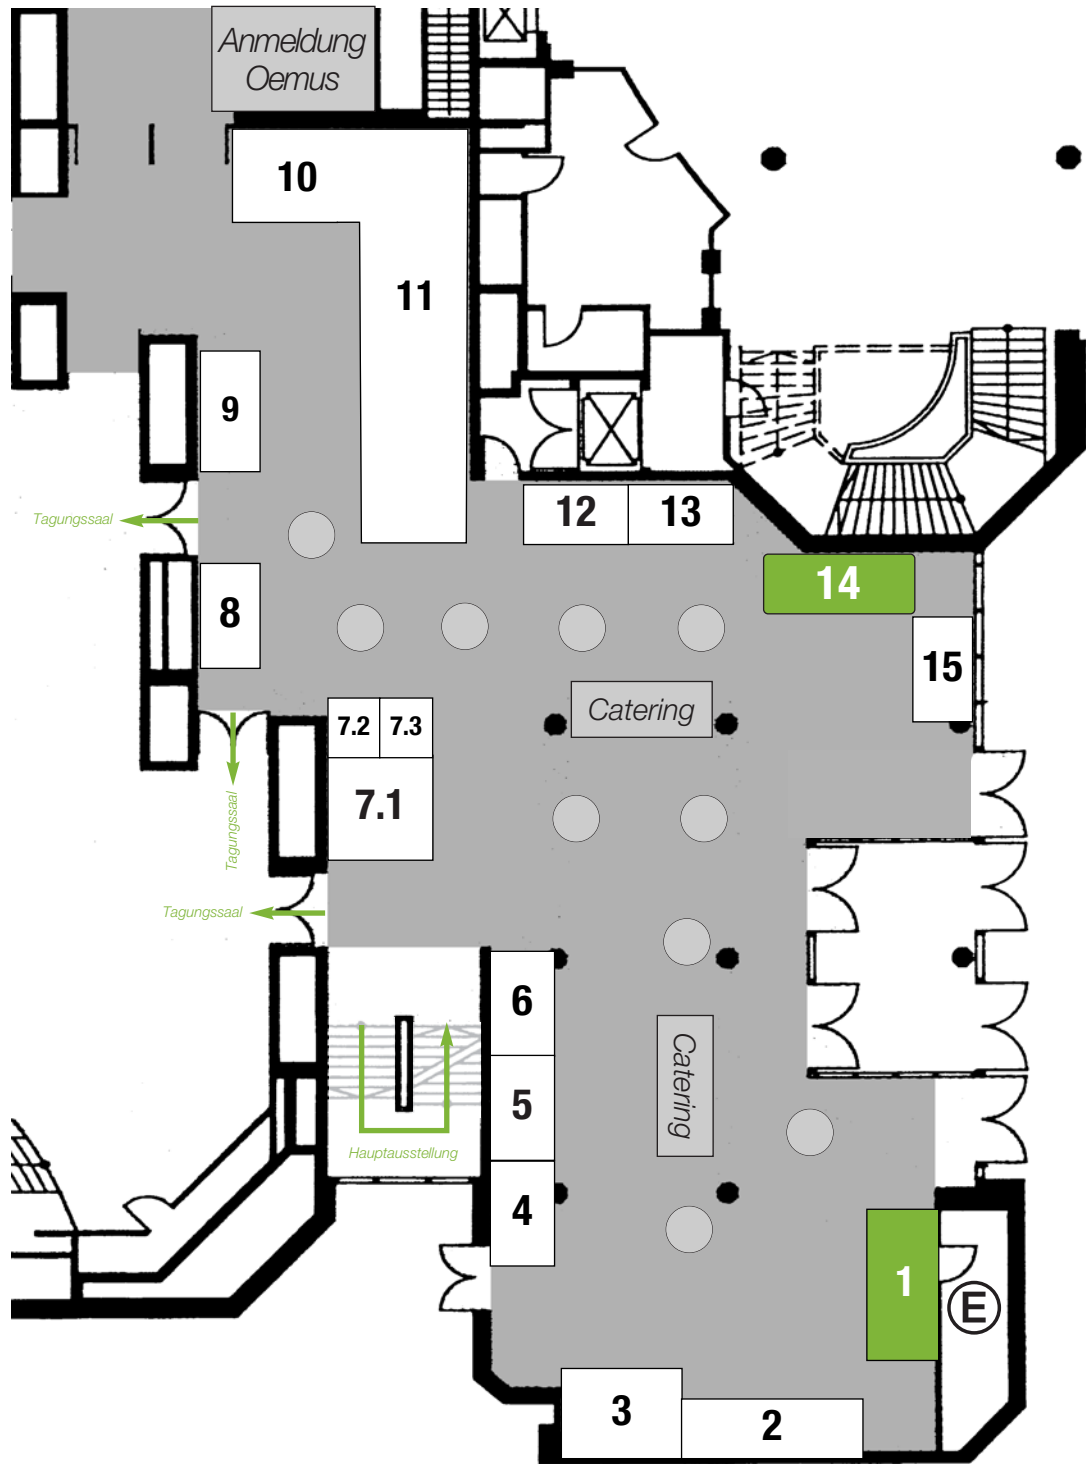 Anmeldung
Oemus
10
11
9
12
13
Tagungssaal
14
8
15
7.2
7.3
Catering
7.1
Tagungssaal
Tagungssaal
6
Catering
5
Hauptausstellung
4
1
E
3
2